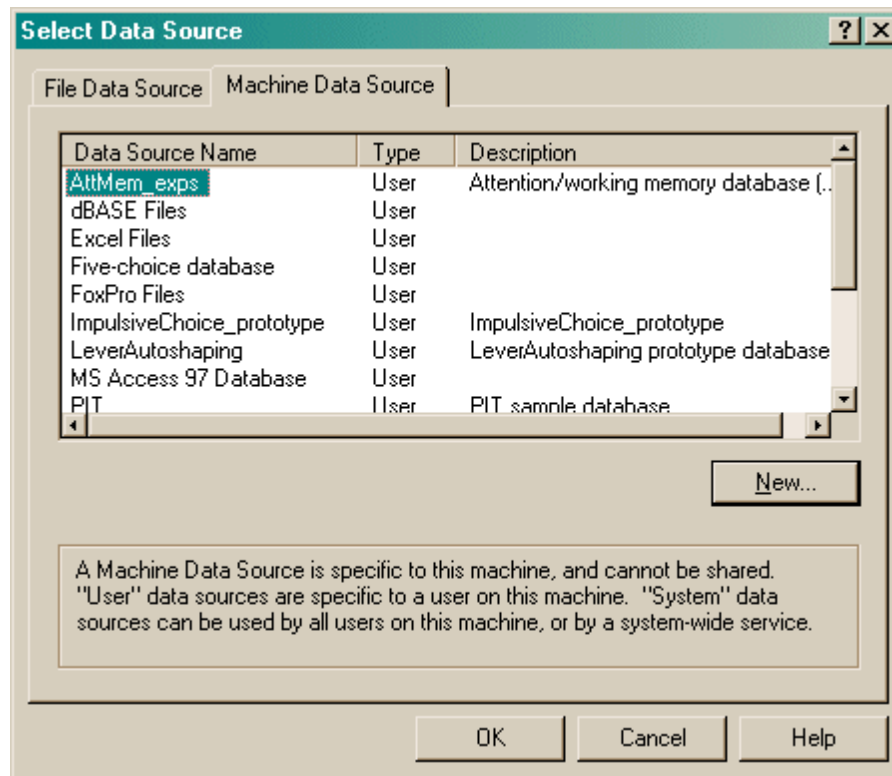 Select Data Source
File Data Source Machine Data Source
Data Source Name Type Description
AttMem_exps User Attention/working memory database (..
dBASE Files User
Excel Files User
Five-choice database User
FoxPro Files User
ImpulsiveChoice_prototype User ImpulsiveChoice_prototype
LeverAutoshaping User LeverAutoshaping prototype database
MS Access 97 Database User
PIT User PIT sample database
New...
A Machine Data Source is specific to this machine, and cannot be shared.
"User" data sources are specific to a user on this machine. "System" data
sources can be used by all users on this machine, or by a system-wide service.
OK Cancel Help